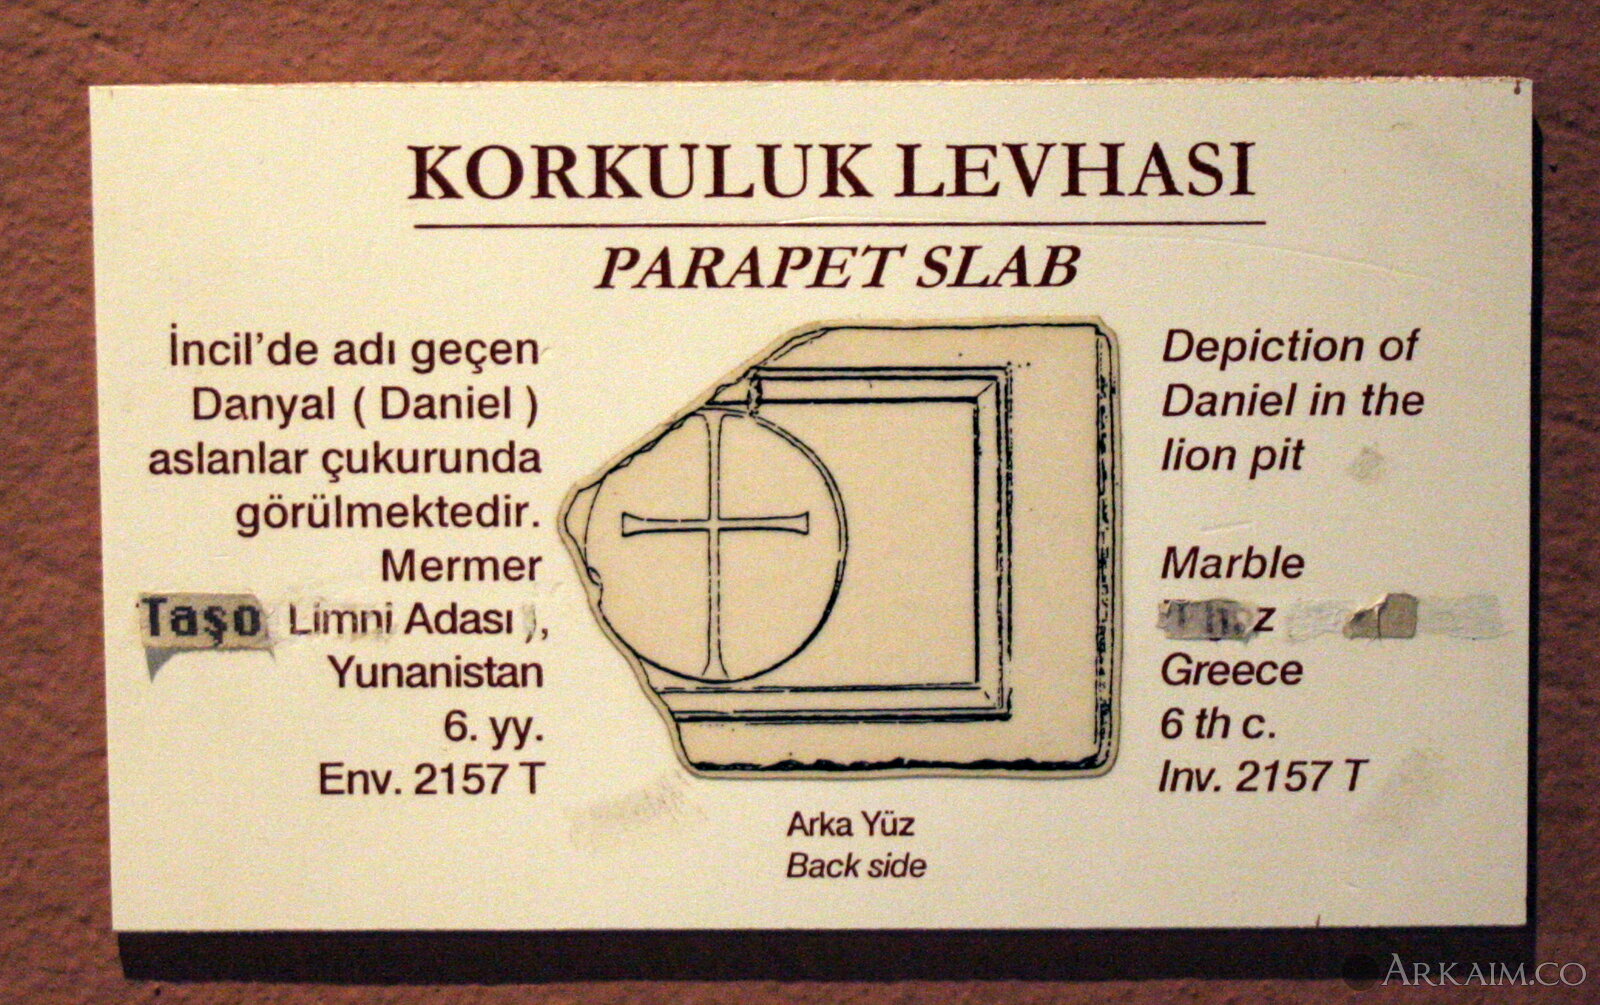 KORKULUK LEVHASI
PARAPET SLAB
İncil'de adı geçen
Danyal ( Daniel )
aslanlar çukurunda
görülmektedir.
Mermer
Taşo Limni Adası ),
Yunanistan
6. yy.
Env. 2157 T
Arka Yüz
Back side
Depiction of
Daniel in the
lion pit
Marble
Greece
6 th c.
Inv. 2157 T
ARKAIM.CO